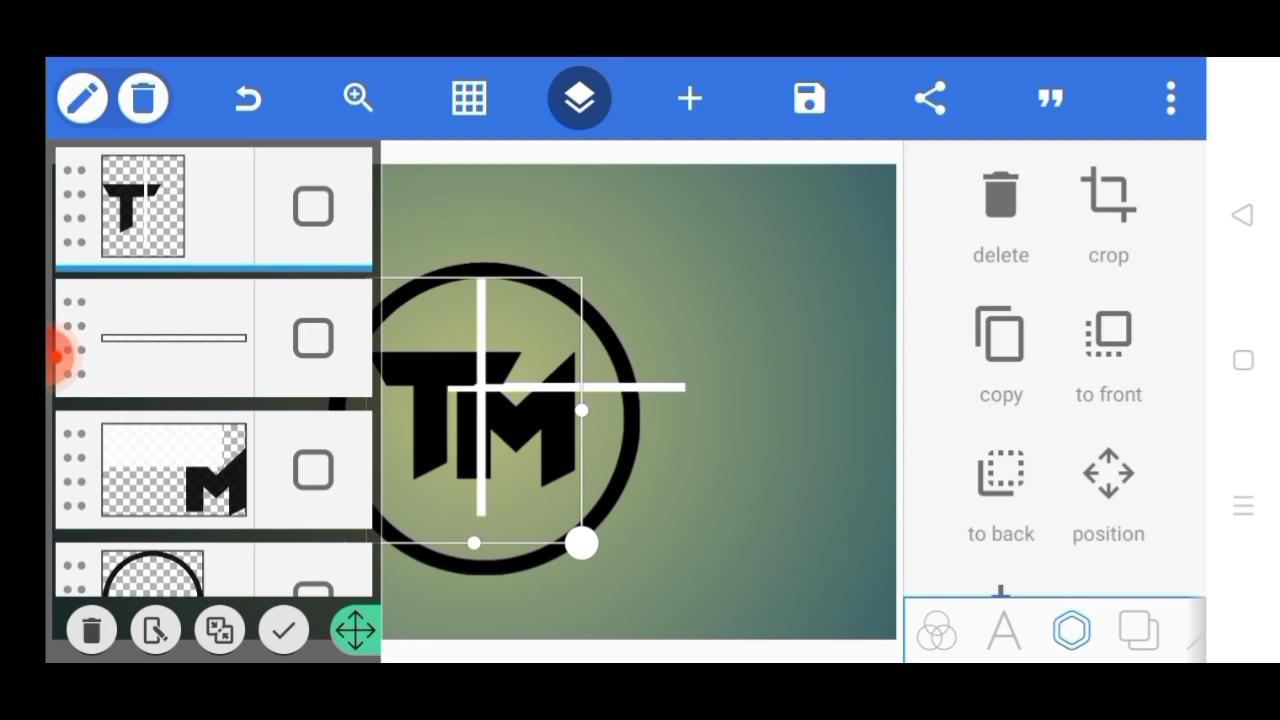 T
M
TM
delete
crop
copy
to front
to back
position
A